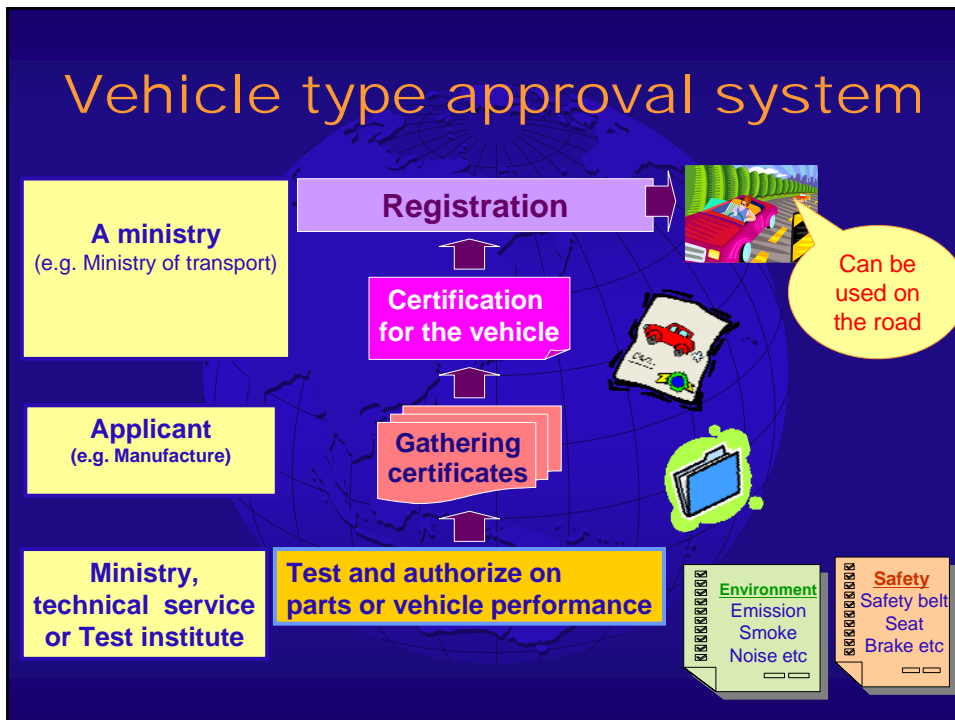 Vehicle type approval system
A ministry
(e.g. Ministry of transport)
Registration
Can be
used on
the road
Certification
for the vehicle
Applicant
(e.g. Manufacture)
Gathering
certificates
Ministry,
technical service
or Test institute
Test and authorize on
parts or vehicle performance
Environment
Emission
Smoke
Noise etc
Safety
Safety belt
Seat
Brake etc